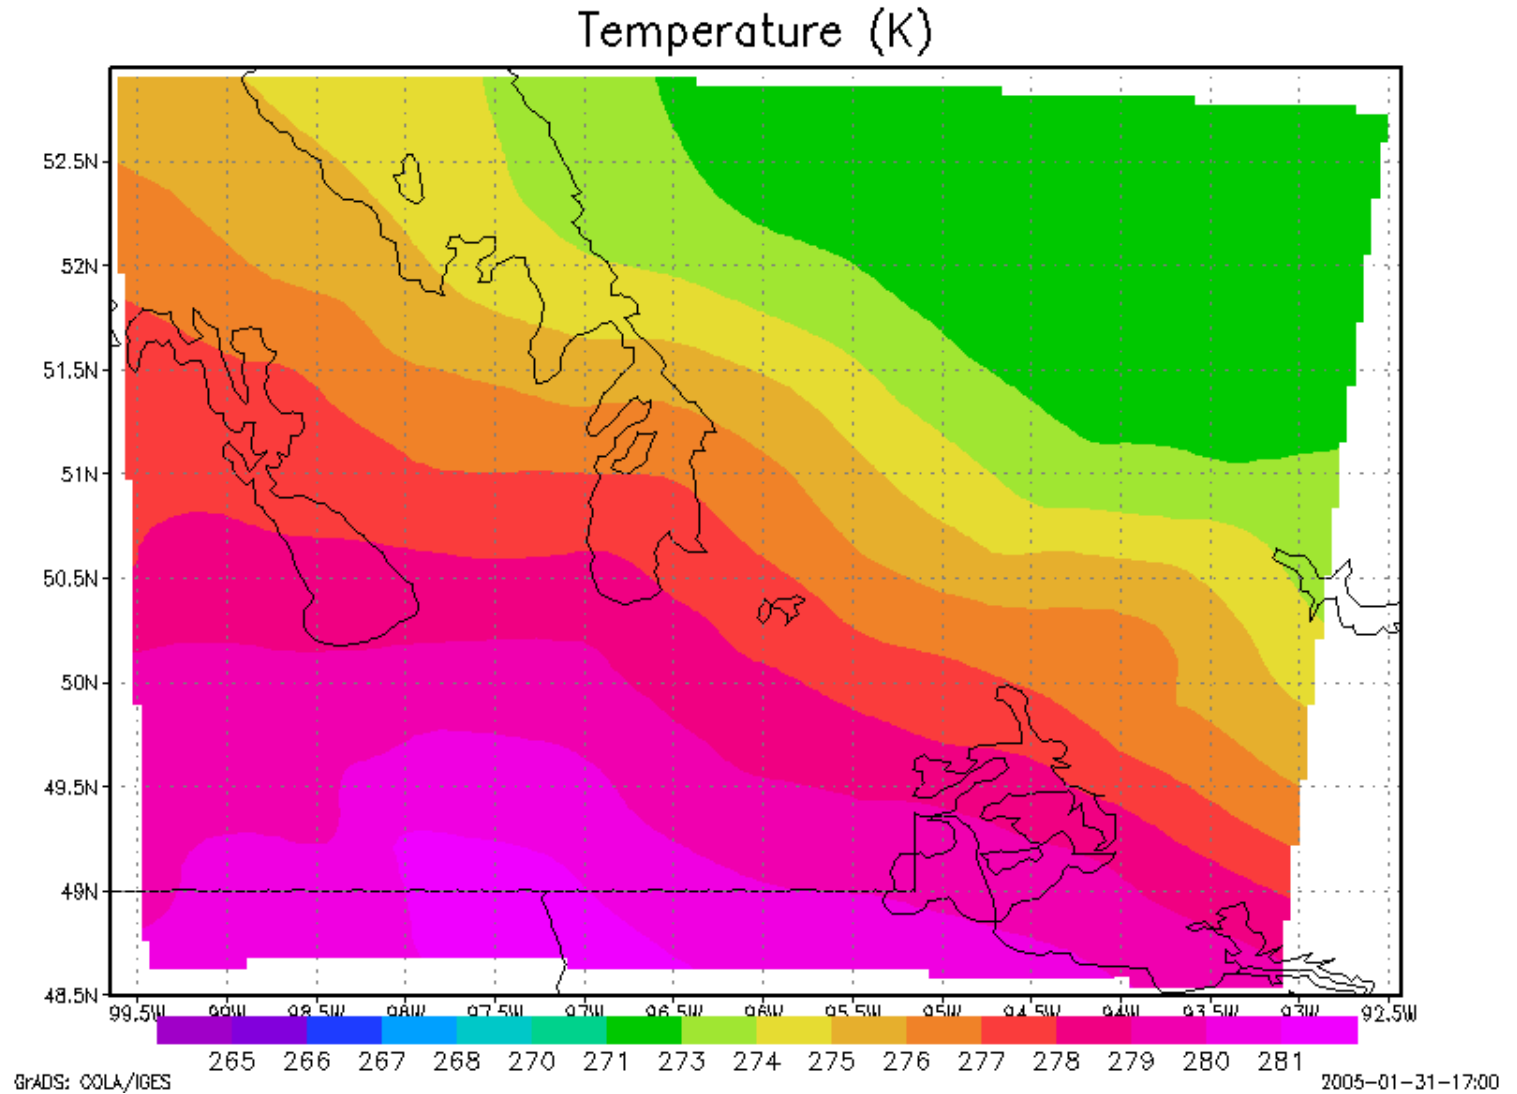 Temperature (K)
52.5N
52N
51.5N
51N
50.5N
50N
49.5N
49N
48.5N
99.5W 99W 98.5W 98W 97.5W 97W 96.5W 96W 95.5W 95W 94.5W 94W 93.5W 93W 92.5W
265 266 267 268 270 271 273 274 275 276 277 278 279 280 281
GrADS: COLA/IGES
2005-01-31-17:00